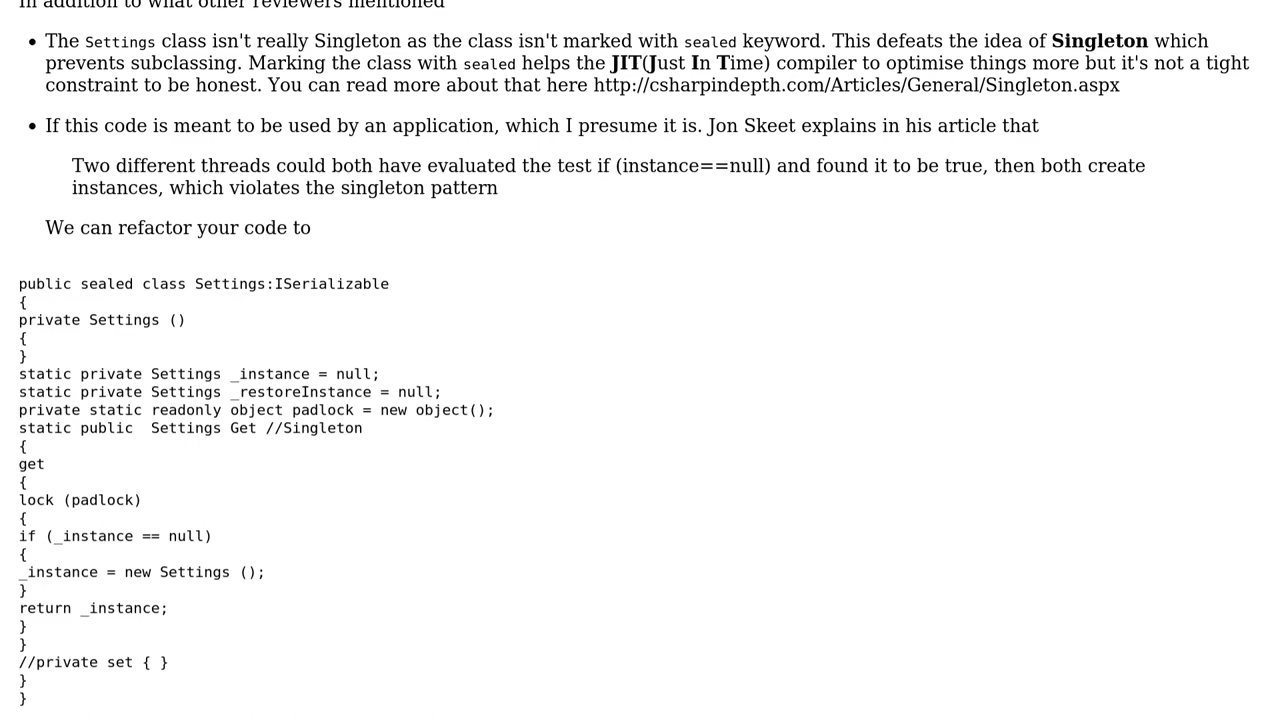 In addition to what other reviewers mentioned
• The Settings class isn't really Singleton as the class isn't marked with sealed keyword. This defeats the idea of Singleton which
prevents subclassing. Marking the class with sealed helps the JIT(Just In Time) compiler to optimise things more but it's not a tight
constraint to be honest. You can read more about that here http://csharpindepth.com/Articles/General/Singleton.aspx
• If this code is meant to be used by an application, which I presume it is. Jon Skeet explains in his article that
Two different threads could both have evaluated the test if (instance==null) and found it to be true, then both create
instances, which violates the singleton pattern
We can refactor your code to
public sealed class Settings:ISerializable
{
private Settings ()
{
}
static private Settings _instance = null;
static private Settings _restoreInstance = null;
private static readonly object padlock = new object();
static public  Settings Get //Singleton
{
get
{
lock (padlock)
{
if (_instance == null)
{
_instance = new Settings ();
}
return _instance;
}
}
//private set { }
}
}